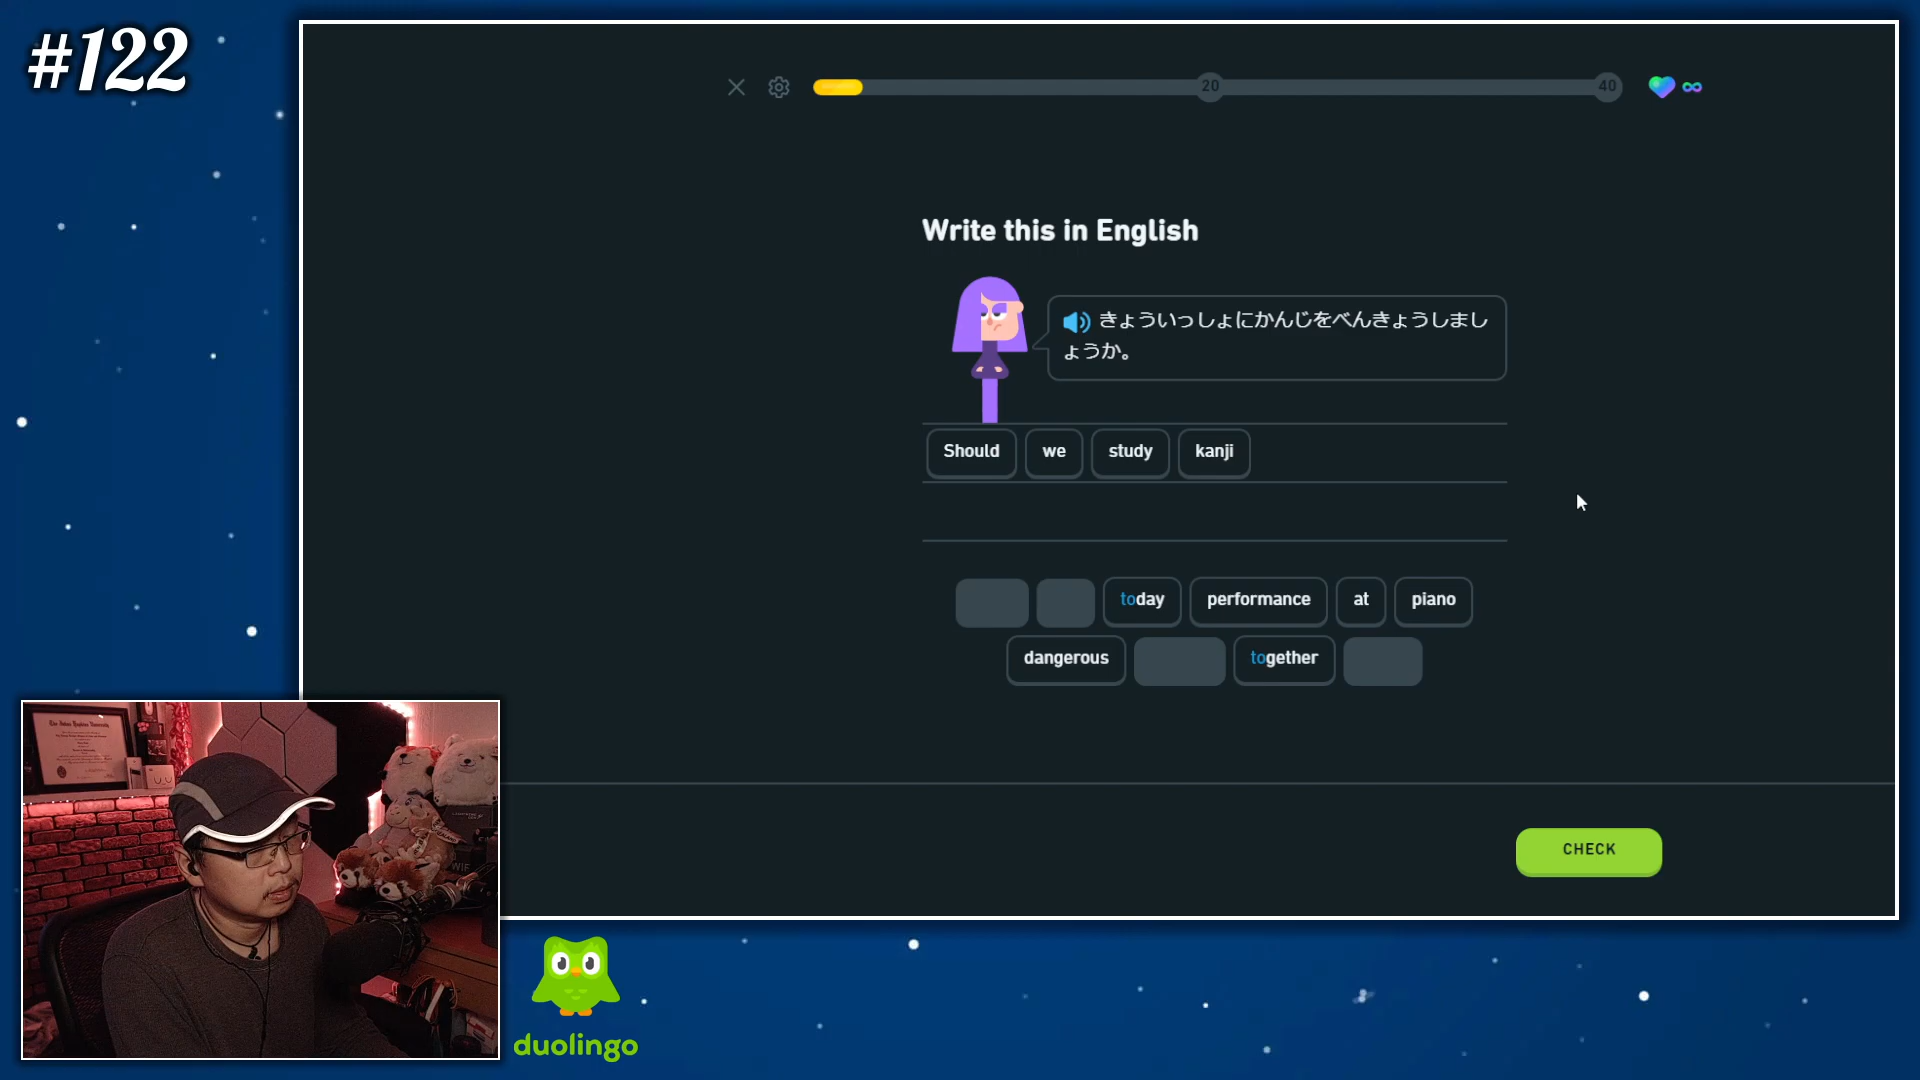 #122
20
40
Write this in English
きょういっしょにかんじをべんきょうしまし
ょうか。
Should we study kanji
today performance at piano
dangerous together
CHECK
duolingo